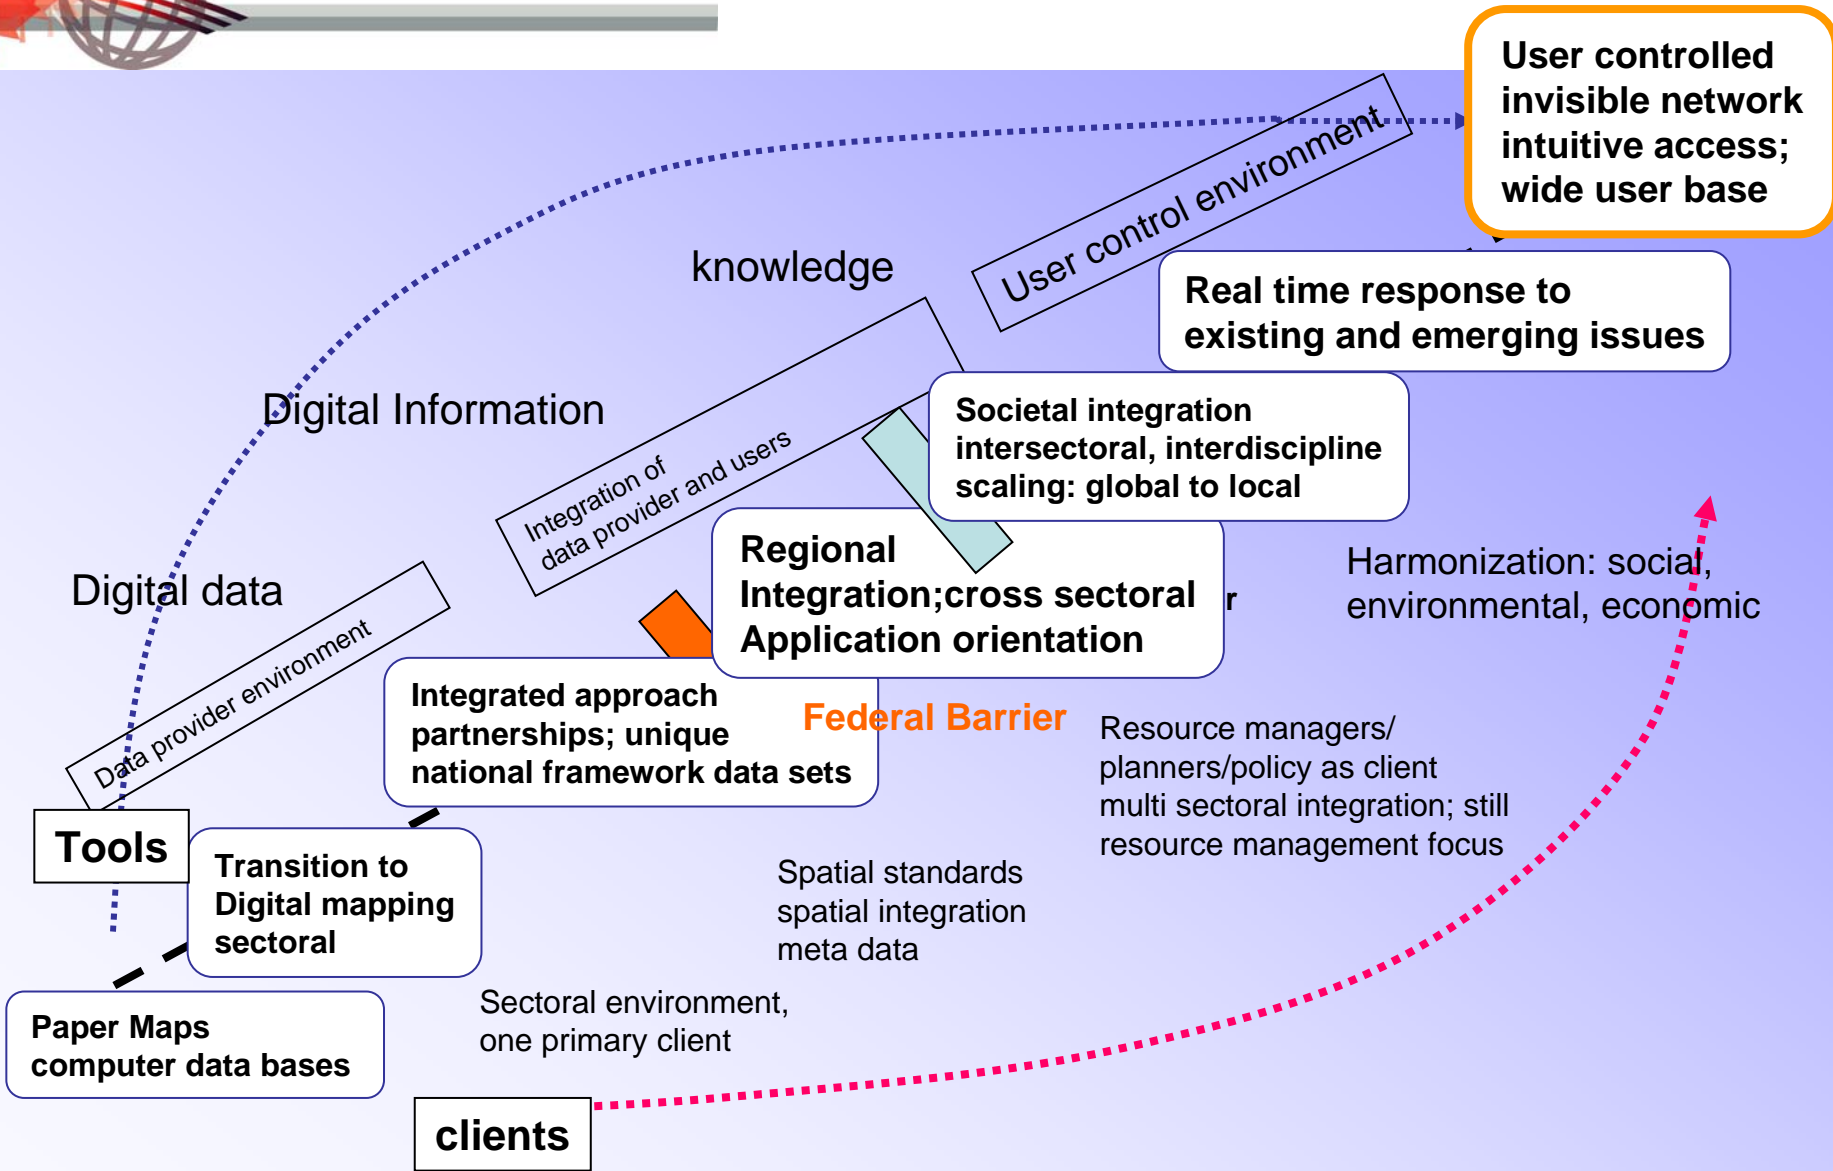 User controlled
invisible network
intuitive access;
wide user base
User control environment
knowledge
Real time response to
existing and emerging issues
Digital Information
Societal integration
intersectoral, interdiscipline
scaling: global to local
Integration of
data provider and users
Regional
Integration;cross sectoral
Application orientation
r
Harmonization: social,
environmental, economic
Digital data
Data provider environment
Integrated approach
partnerships; unique
national framework data sets
Federal Barrier
Resource managers/
planners/policy as client
multi sectoral integration; still
resource management focus
Tools
Transition to
Digital mapping
sectoral
Spatial standards
spatial integration
meta data
Sectoral environment,
one primary client
Paper Maps
computer data bases
clients